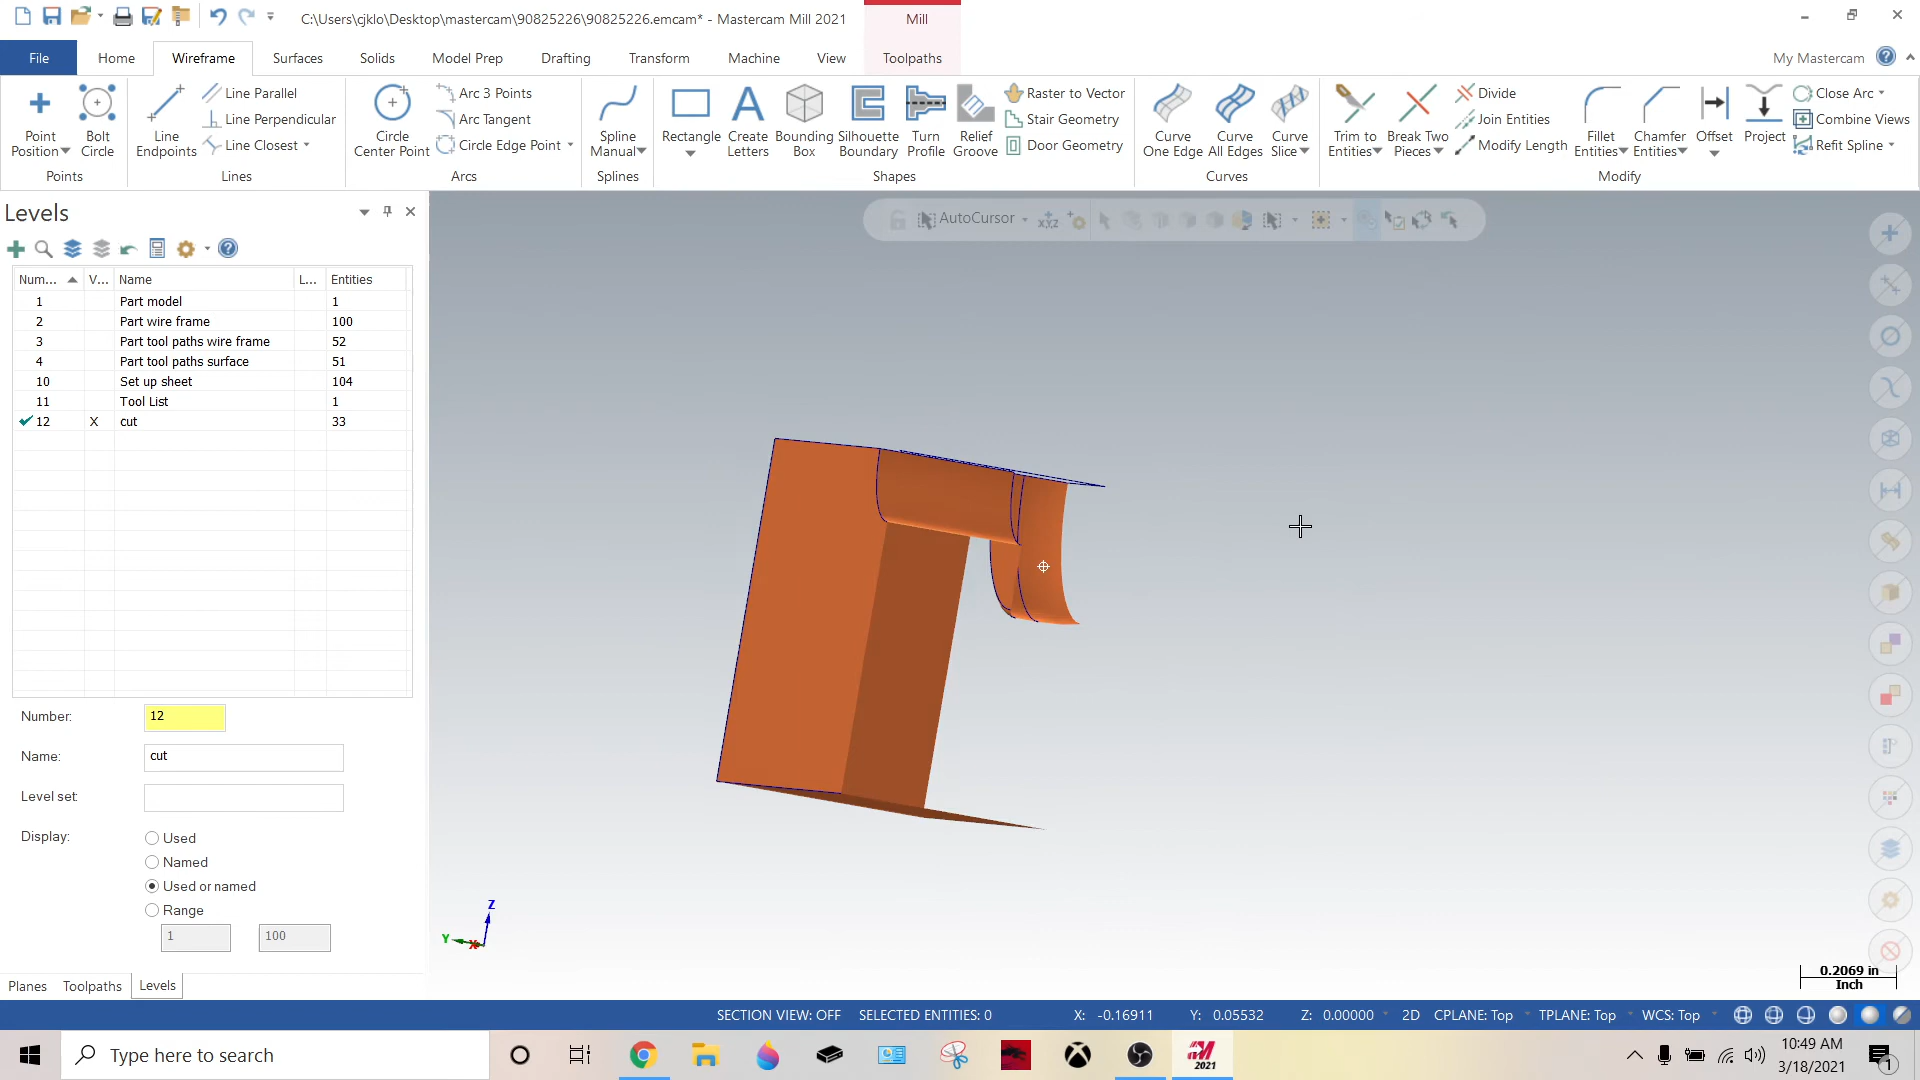 C:\Users\cjklo\Desktop\mastercam\90825226\90825226.emcam* - Mastercam Mill 2021
Mill
File
Home
Wireframe
Surfaces
Solids
Model Prep
Drafting
Transform
Machine
View
Toolpaths
My Mastercam
Point
Position
Bolt
Circle
Points
Line
Endpoints
Line Parallel
Line Perpendicular
Line Closest
Lines
Circle
Center Point
Arc 3 Points
Arc Tangent
Circle Edge Point
Arcs
Spline
Manual
Splines
Rectangle
Create
Letters
Bounding
Box
Silhouette
Boundary
Turn
Profile
Relief
Groove
Raster to Vector
Stair Geometry
Door Geometry
Shapes
Curve
One Edge
Curve
All Edges
Curve
Slice
Curves
Trim to
Entities
Break Two
Pieces
Divide
Join Entities
Modify Length
Fillet
Entities
Chamfer
Entities
Offset
Project
Close Arc
Combine Views
Refit Spline
Modify
Levels
AutoCursor
Num... V... Name L... Entities
1 Part model 1
2 Part wire frame 100
3 Part tool paths wire frame 52
4 Part tool paths surface 51
10 Set up sheet 104
11 Tool List 1
12 X cut 33
Number: 12
Name: cut
Level set:
Display:
Used
Named
Used or named
Range
1 100
Z
Y
X
0.2069 in
Inch
Planes Toolpaths Levels
SECTION VIEW: OFF SELECTED ENTITIES: 0 X: -0.16911 Y: 0.05532 Z: 0.00000 2D CPLANE: Top TPLANE: Top WCS: Top
Type here to search
2021
10:49 AM
3/18/2021
1